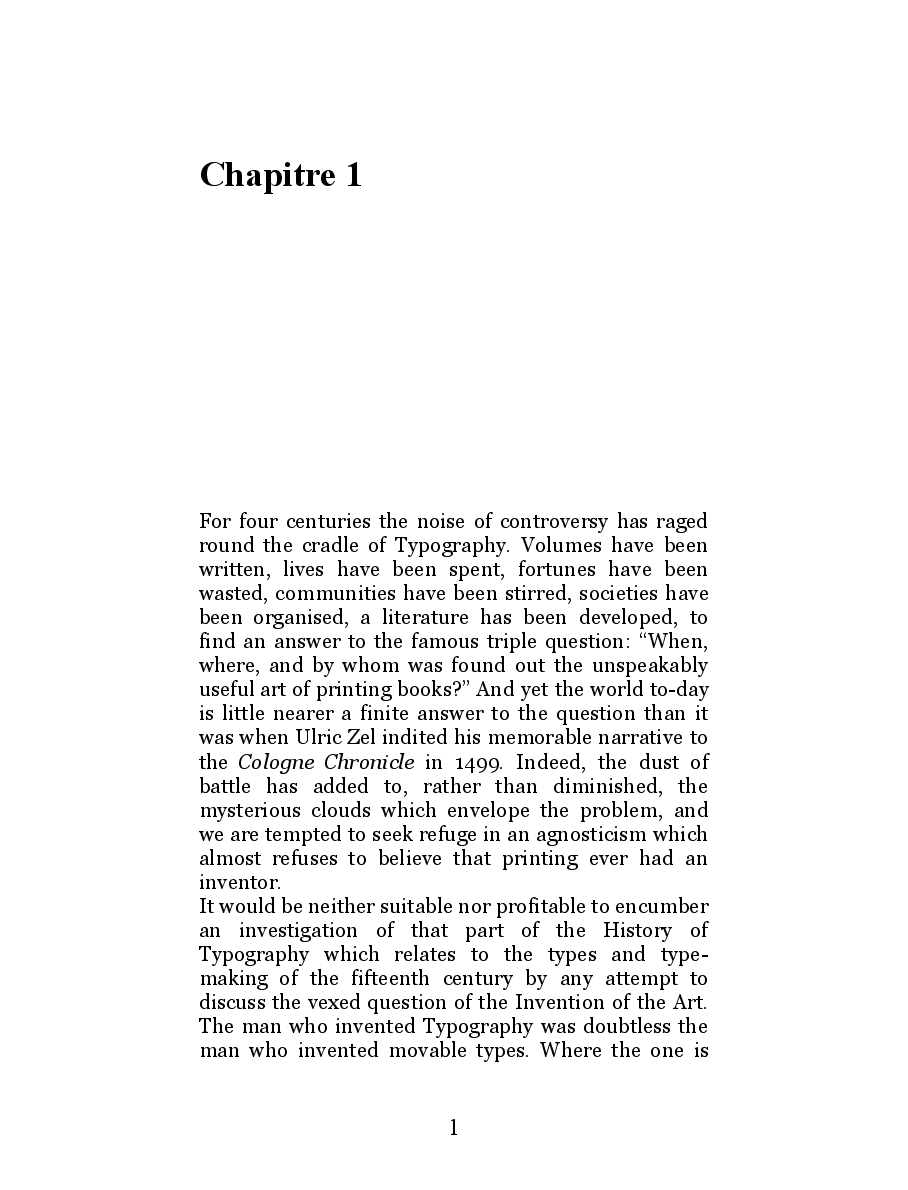 Chapitre 1
For four centuries the noise of controversy has raged
round the cradle of Typography. Volumes have been
written, lives have been spent, fortunes have been
wasted, communities have been stirred, societies have
been organised, a literature has been developed, to
find an answer to the famous triple question: “When,
where, and by whom was found out the unspeakably
useful art of printing books?” And yet the world to-day
is little nearer a finite answer to the question than it
was when Ulric Zel indited his memorable narrative to
the Cologne Chronicle in 1499. Indeed, the dust of
battle has added to, rather than diminished, the
mysterious clouds which envelope the problem, and
we are tempted to seek refuge in an agnosticism which
almost refuses to believe that printing ever had an
inventor.
It would be neither suitable nor profitable to encumber
an investigation of that part of the History of
Typography which relates to the types and type-
making of the fifteenth century by any attempt to
discuss the vexed question of the Invention of the Art.
The man who invented Typography was doubtless the
man who invented movable types. Where the one is
1